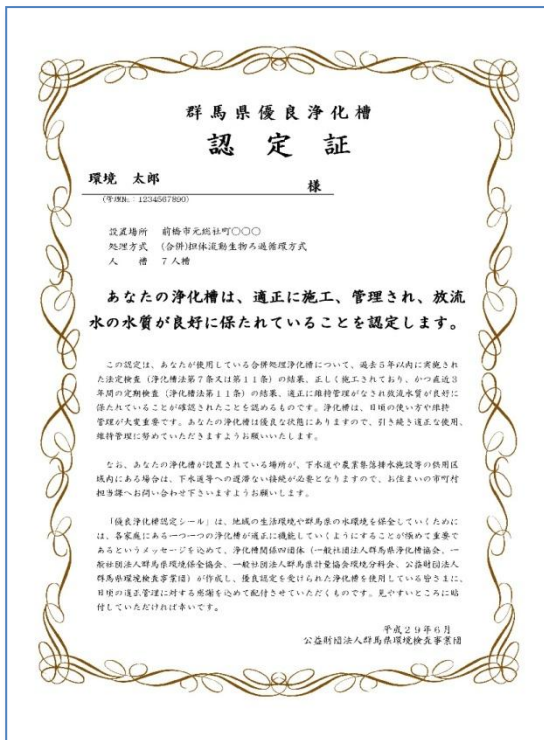 群馬県優良浄化槽
認定証
環境 太郎 様
(管理№:1234567890)
設置場所 前橋市元総社町○○○
処理方式 (合併)担体流動生物ろ過循環方式
人槽 7人槽
あなたの浄化槽は、適正に施工、管理され、放流
水の水質が良好に保たれていることを認定します。
この認定は、あなたが使用している合併処理浄化槽について、過去5年以内に実施され
た法定検査(浄化槽法第7条又は第11条)の結果、正しく施工されており、かつ直近3
年間の定期検査(浄化槽法第11条)の結果、適正に維持管理がなされ放流水質が良好に
保たれていることが確認されたことを認めるものです。浄化槽は、日頃の使い方や維持
管理が大変重要です。あなたの浄化槽は優良な状態にありますので、引き続き適正な使用、
維持管理に努めていただきますようお願いいたします。
なお、あなたの浄化槽が設置されている場所が、下水道や農業集落排水施設等の供用区
域内にある場合は、下水道等への遅滞ない接続が必要となりますので、お住まいの市町村
担当課へお問い合わせ下さいますようお願いします。
「優良浄化槽認定シール」は、地域の生活環境や群馬県の水環境を保全していくために
は、各家庭にある一つ一つの浄化槽が適正に機能していくようにすることが極めて重要で
あるというメッセージを込めて、浄化槽関係四団体(一般社団法人群馬県浄化槽協会、一
般社団法人群馬県環境保全協会、一般社団法人群馬県計量協会環境分科会、公益財団法人
群馬県環境検査事業団)が作成し、優良認定を受けられた浄化槽を使用している皆さまに、
日頃の適正管理に対する感謝を込めて配付させていただくものです。見やすいところに貼
付していただければ幸いです。
平成29年6月
公益財団法人群馬県環境検査事業団